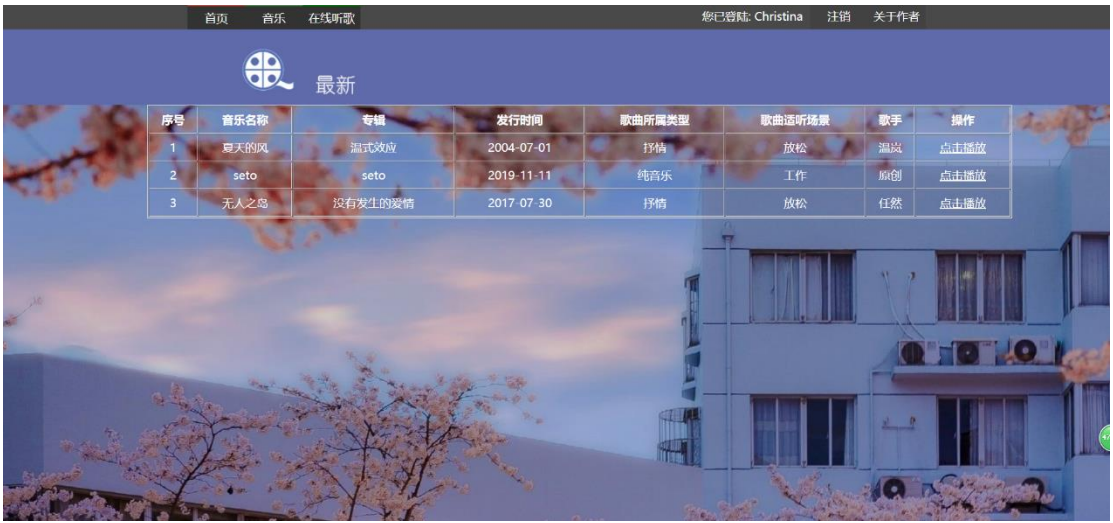 首页 音乐 在线听歌 您已登陆: Christina 注销 关于作者
最新
序号 音乐名称 专辑 发行时间 歌曲所属类型 歌曲适听场景 歌手 操作
1 夏天的风 温式效应 2004-07-01 抒情 放松 温岚 点击播放
2 seto seto 2019-11-11 纯音乐 工作 原创 点击播放
3 无人之岛 没有发生的爱情 2017-07-30 抒情 放松 任然 点击播放